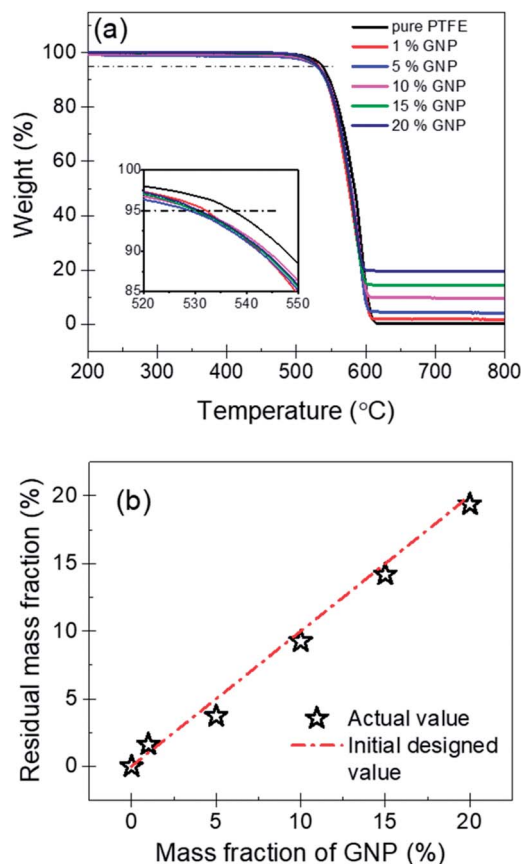 (a)
pure PTFE
1 % GNP
5 % GNP
10 % GNP
15 % GNP
20 % GNP
Weight (%)
100
80
60
40
20
0
100
95
90
85
520 530 540 550
200 300 400 500 600 700 800
Temperature (°C)
(b)
Residual mass fraction (%)
20
15
10
5
0
Actual value
Initial designed
value
0 5 10 15 20
Mass fraction of GNP (%)